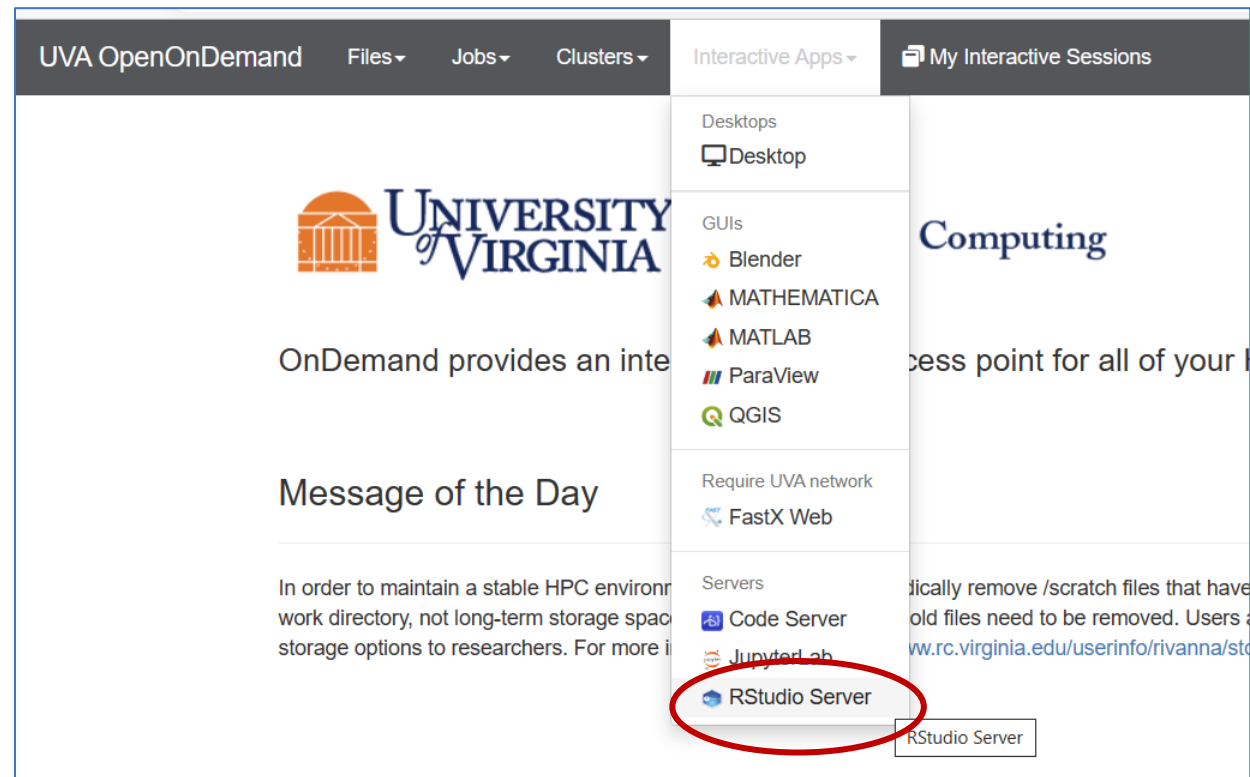 UVA OpenOnDemand Files Jobs Clusters Interactive Apps My Interactive Sessions
Desktops
Desktop
GUIs
Blender
MATHEMATICA
MATLAB
ParaView
QGIS
Require UVA network
FastX Web
Servers
Code Server
JupyterLab
RStudio Server
RStudio Server
UNIVERSITY
of VIRGINIA
Computing
OnDemand provides an inte cess point for all of your
Message of the Day
In order to maintain a stable HPC environ dically remove /scratch files that have
work directory, not long-term storage spac old files need to be removed. Users
storage options to researchers. For more i ww.rc.virginia.edu/userinfo/rivanna/sto